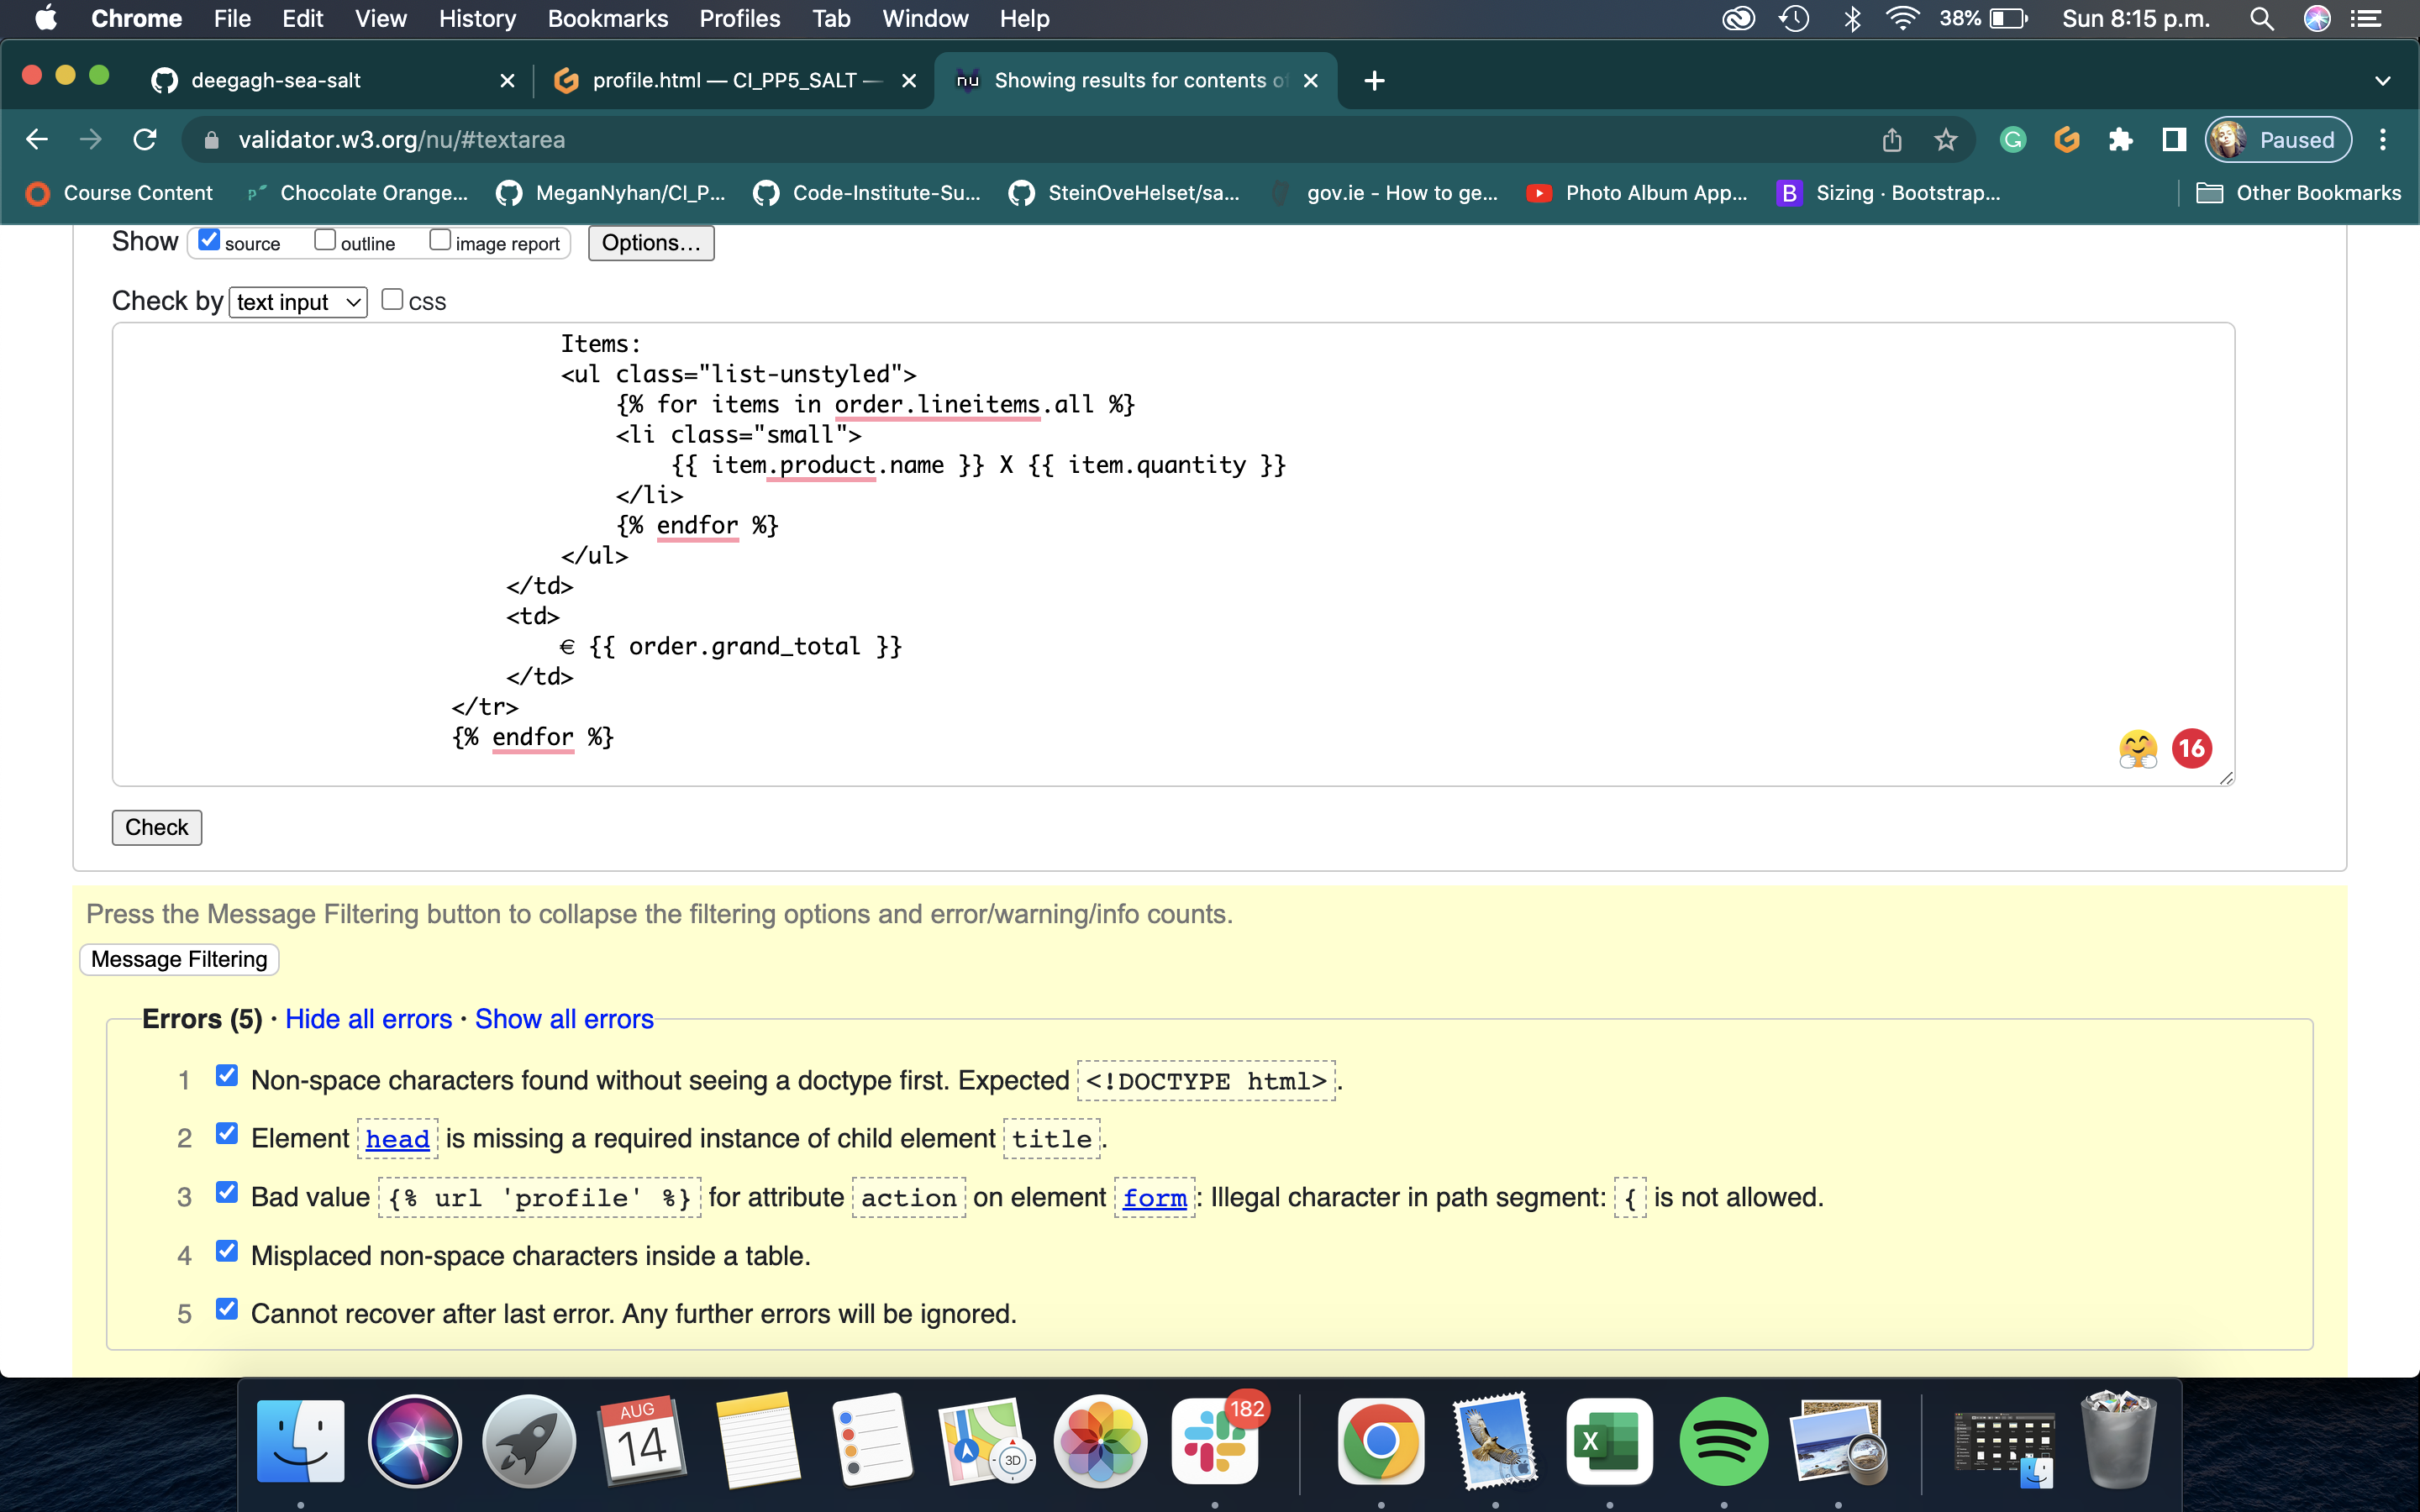 Chrome File Edit View History Bookmarks Profiles Tab Window Help 38% Sun 8:15 p.m.
deegagh-sea-salt profile.html — CI_PP5_SALT — nu Showing results for contents o
validator.w3.org/nu/#textarea G Paused
Course Content Chocolate Orange... MeganNyhan/CI_P... Code-Institute-Su... SteinOveHelset/sa... gov.ie - How to ge... Photo Album App... B Sizing · Bootstrap... Other Bookmarks
Show source outline image report Options...
Check by text input CSS
Items:
<ul class="list-unstyled">
{% for items in order.lineitems.all %}
<li class="small">
{{ item.product.name }} X {{ item.quantity }}
</li>
{% endfor %}
</ul>
</td>
<td>
€ {{ order.grand_total }}
</td>
</tr>
{% endfor %}
16
Check
Press the Message Filtering button to collapse the filtering options and error/warning/info counts.
Message Filtering
Errors (5) · Hide all errors · Show all errors
1 Non-space characters found without seeing a doctype first. Expected <!DOCTYPE html>.
2 Element head is missing a required instance of child element title.
3 Bad value {% url 'profile' %} for attribute action on element form: Illegal character in path segment: { is not allowed.
4 Misplaced non-space characters inside a table.
5 Cannot recover after last error. Any further errors will be ignored.
AUG
14
3D
182
X